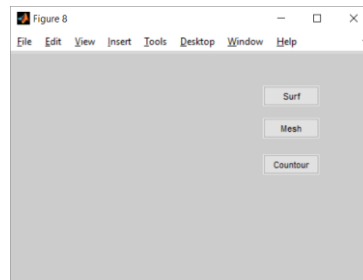 Figure 8
File Edit View Insert Tools Desktop Window Help
Surf
Mesh
Countour